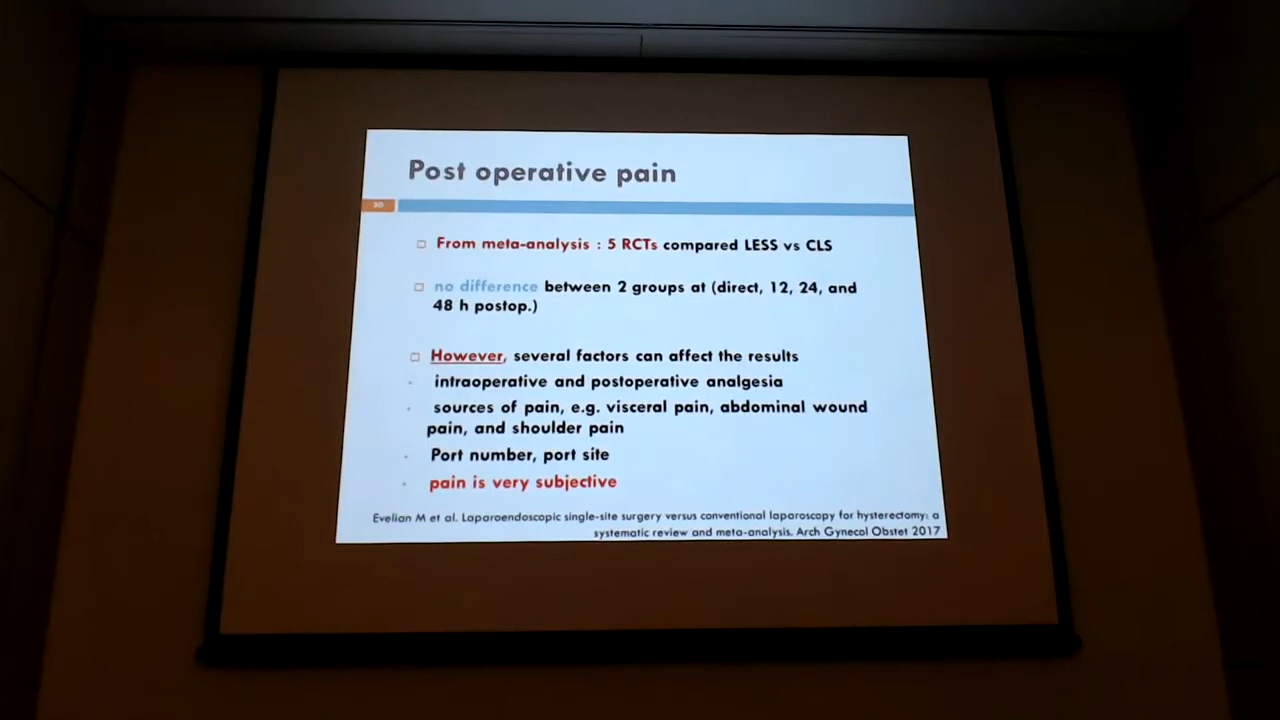 Post operative pain
30
From meta-analysis : 5 RCTs compared LESS vs CLS
no difference between 2 groups at (direct, 12, 24, and
48 h postop.)
However, several factors can affect the results
intraoperative and postoperative analgesia
sources of pain, e.g. visceral pain, abdominal wound
pain, and shoulder pain
Port number, port site
pain is very subjective
Evelian M et al. Laparoendoscopic single-site surgery versus conventional laparoscopy for hysterectomy: a
systematic review and meta-analysis. Arch Gynecol Obstet 2017